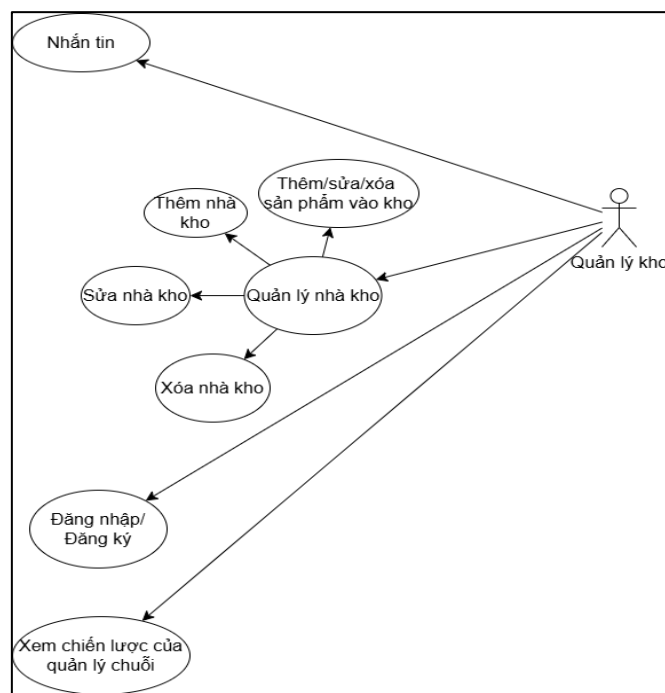 Nhắn tin
Thêm/sửa/xóa
sản phẩm vào kho
Thêm nhà
kho
Quản lý kho
Sửa nhà kho
Quản lý nhà kho
Xóa nhà kho
Đăng nhập/
Đăng ký
Xem chiến lược của
quản lý chuỗi